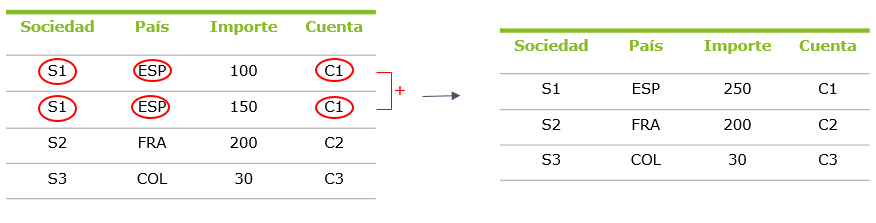 Sociedad País Importe Cuenta
S1 ESP 100 C1
+
S1 ESP 150 C1
S2 FRA 200 C2
S3 COL 30 C3
Sociedad País Importe Cuenta
S1 ESP 250 C1
S2 FRA 200 C2
S3 COL 30 C3